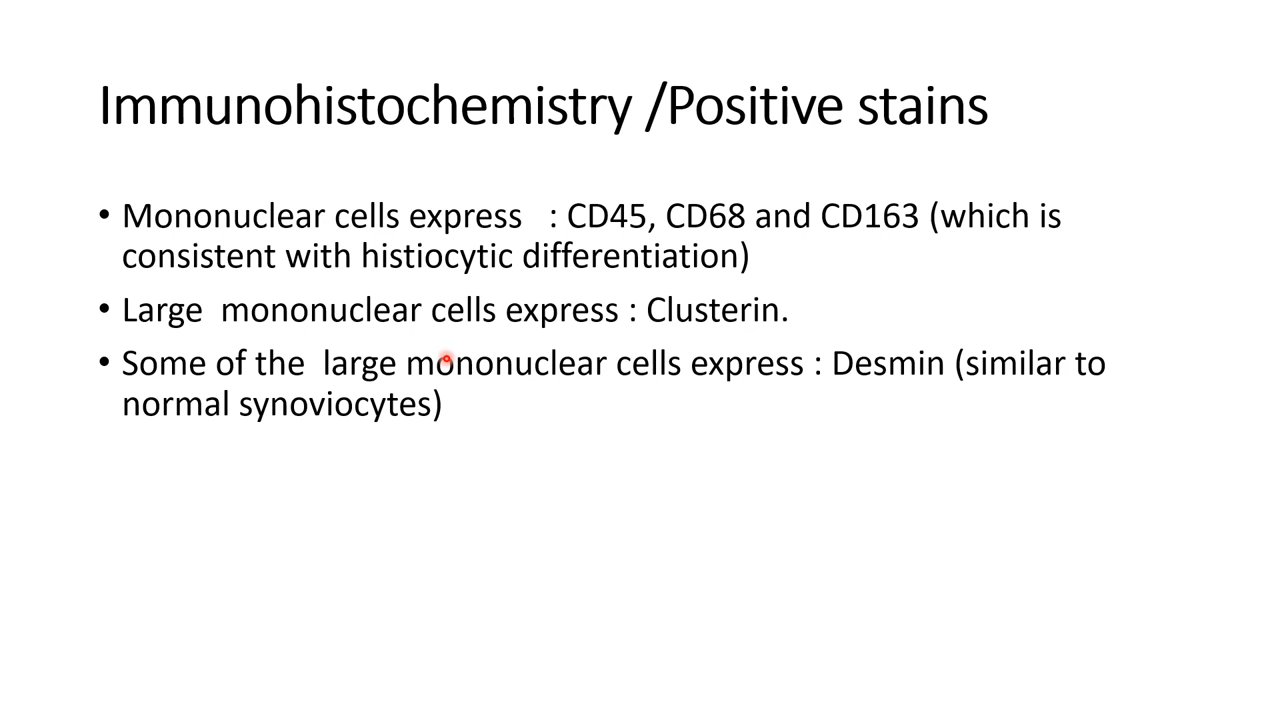 Immunohistochemistry /Positive stains
• Mononuclear cells express : CD45, CD68 and CD163 (which is
consistent with histiocytic differentiation)
• Large mononuclear cells express : Clusterin.
• Some of the large mononuclear cells express : Desmin (similar to
normal synoviocytes)